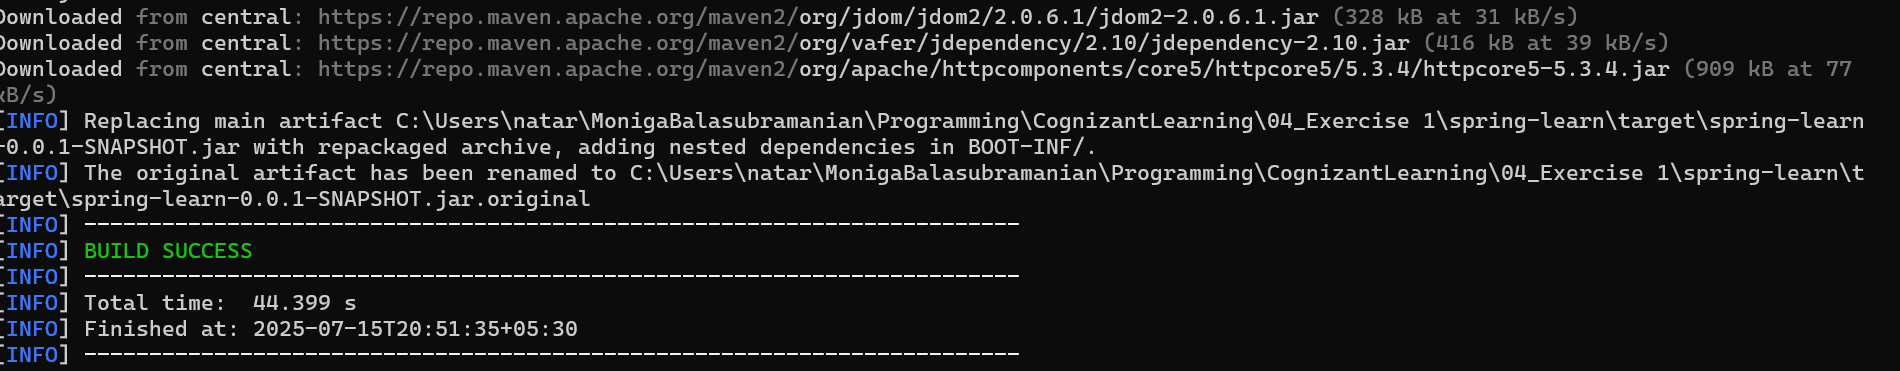 Downloaded from central: https://repo.maven.apache.org/maven2/org/jdom/jdom2/2.0.6.1/jdom2-2.0.6.1.jar (328 kB at 31 kB/s)
Downloaded from central: https://repo.maven.apache.org/maven2/org/vafer/jdependency/2.10/jdependency-2.10.jar (416 kB at 39 kB/s)
Downloaded from central: https://repo.maven.apache.org/maven2/org/apache/httpcomponents/core5/httpcore5/5.3.4/httpcore5-5.3.4.jar (909 kB at 77
kB/s)
[INFO] Replacing main artifact C:\Users\natar\MonigaBalasubramanian\Programming\CognizantLearning\04_Exercise 1\spring-learn\target\spring-learn
-0.0.1-SNAPSHOT.jar with repackaged archive, adding nested dependencies in BOOT-INF/.
[INFO] The original artifact has been renamed to C:\Users\natar\MonigaBalasubramanian\Programming\CognizantLearning\04_Exercise 1\spring-learn\t
arget\spring-learn-0.0.1-SNAPSHOT.jar.original
[INFO] ------------------------------------------------------------------------
[INFO] BUILD SUCCESS
[INFO] ------------------------------------------------------------------------
[INFO] Total time:  44.399 s
[INFO] Finished at: 2025-07-15T20:51:35+05:30
[INFO] ------------------------------------------------------------------------